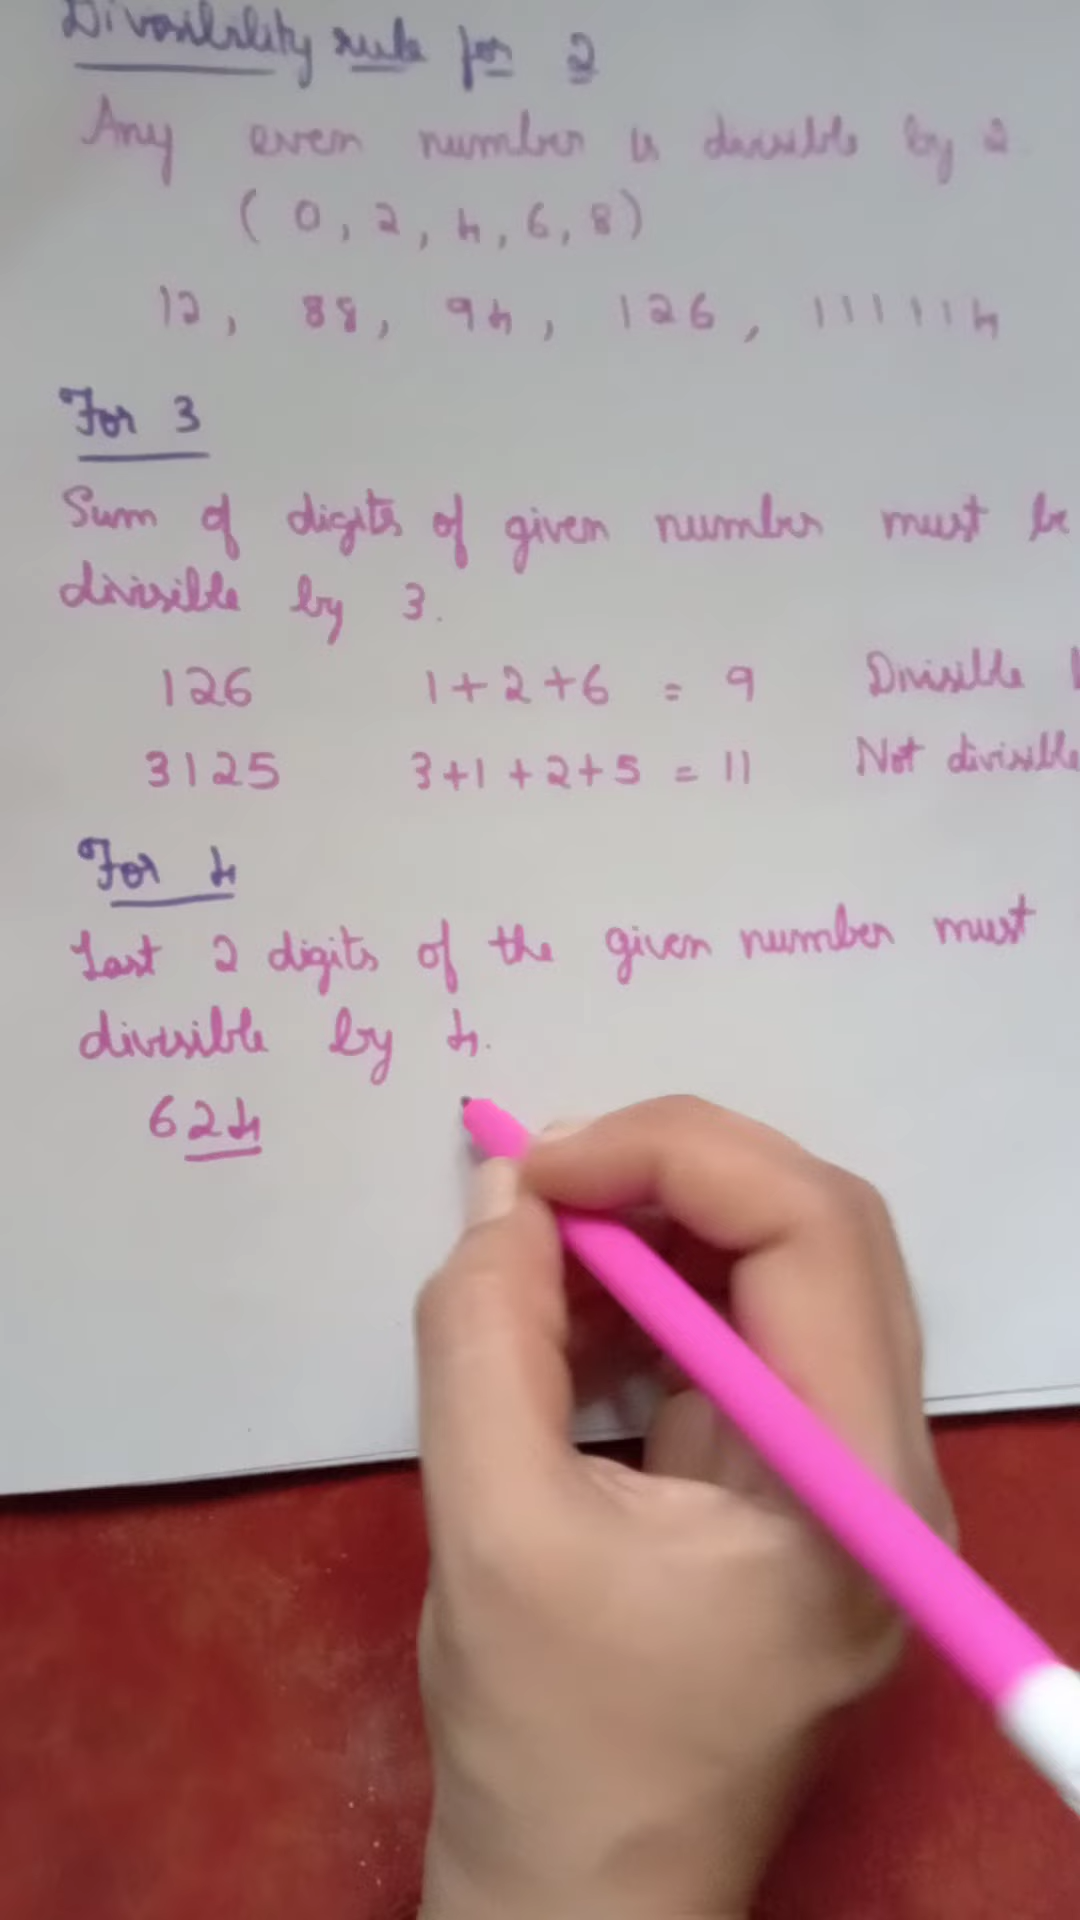 Divisibility rule for 2
Any even number is divisible by 2
(0, 2, 4, 6, 8)
12, 88, 94, 126, 111114
For 3
Sum of digits of given number must be
divisible by 3.
126 1+2+6 = 9 Divisible
3125 3+1+2+5 = 11 Not divisible
For 4
Last 2 digits of the given number must
divisible by 4.
624